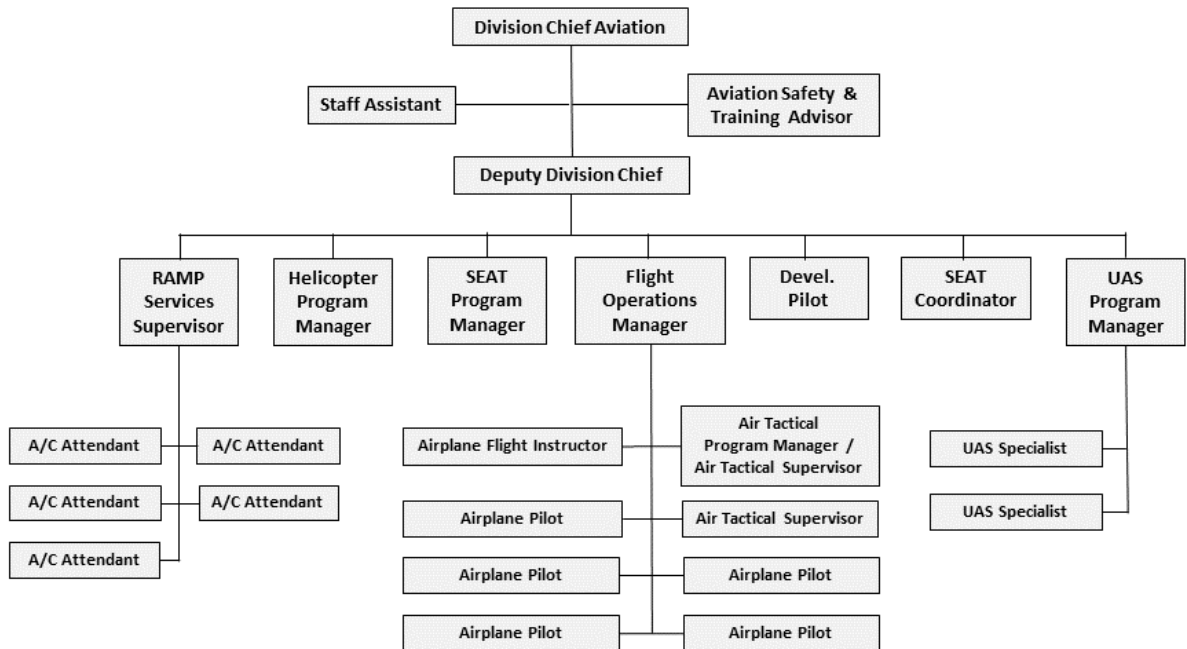 Division Chief Aviation
Staff Assistant
Aviation Safety &
Training Advisor
Deputy Division Chief
RAMP
Services
Supervisor
Helicopter
Program
Manager
SEAT
Program
Manager
Flight
Operations
Manager
Devel.
Pilot
SEAT
Coordinator
UAS
Program
Manager
A/C Attendant
A/C Attendant
A/C Attendant
A/C Attendant
A/C Attendant
Airplane Flight Instructor
Air Tactical
Program Manager /
Air Tactical Supervisor
Airplane Pilot
Air Tactical Supervisor
Airplane Pilot
Airplane Pilot
Airplane Pilot
Airplane Pilot
UAS Specialist
UAS Specialist